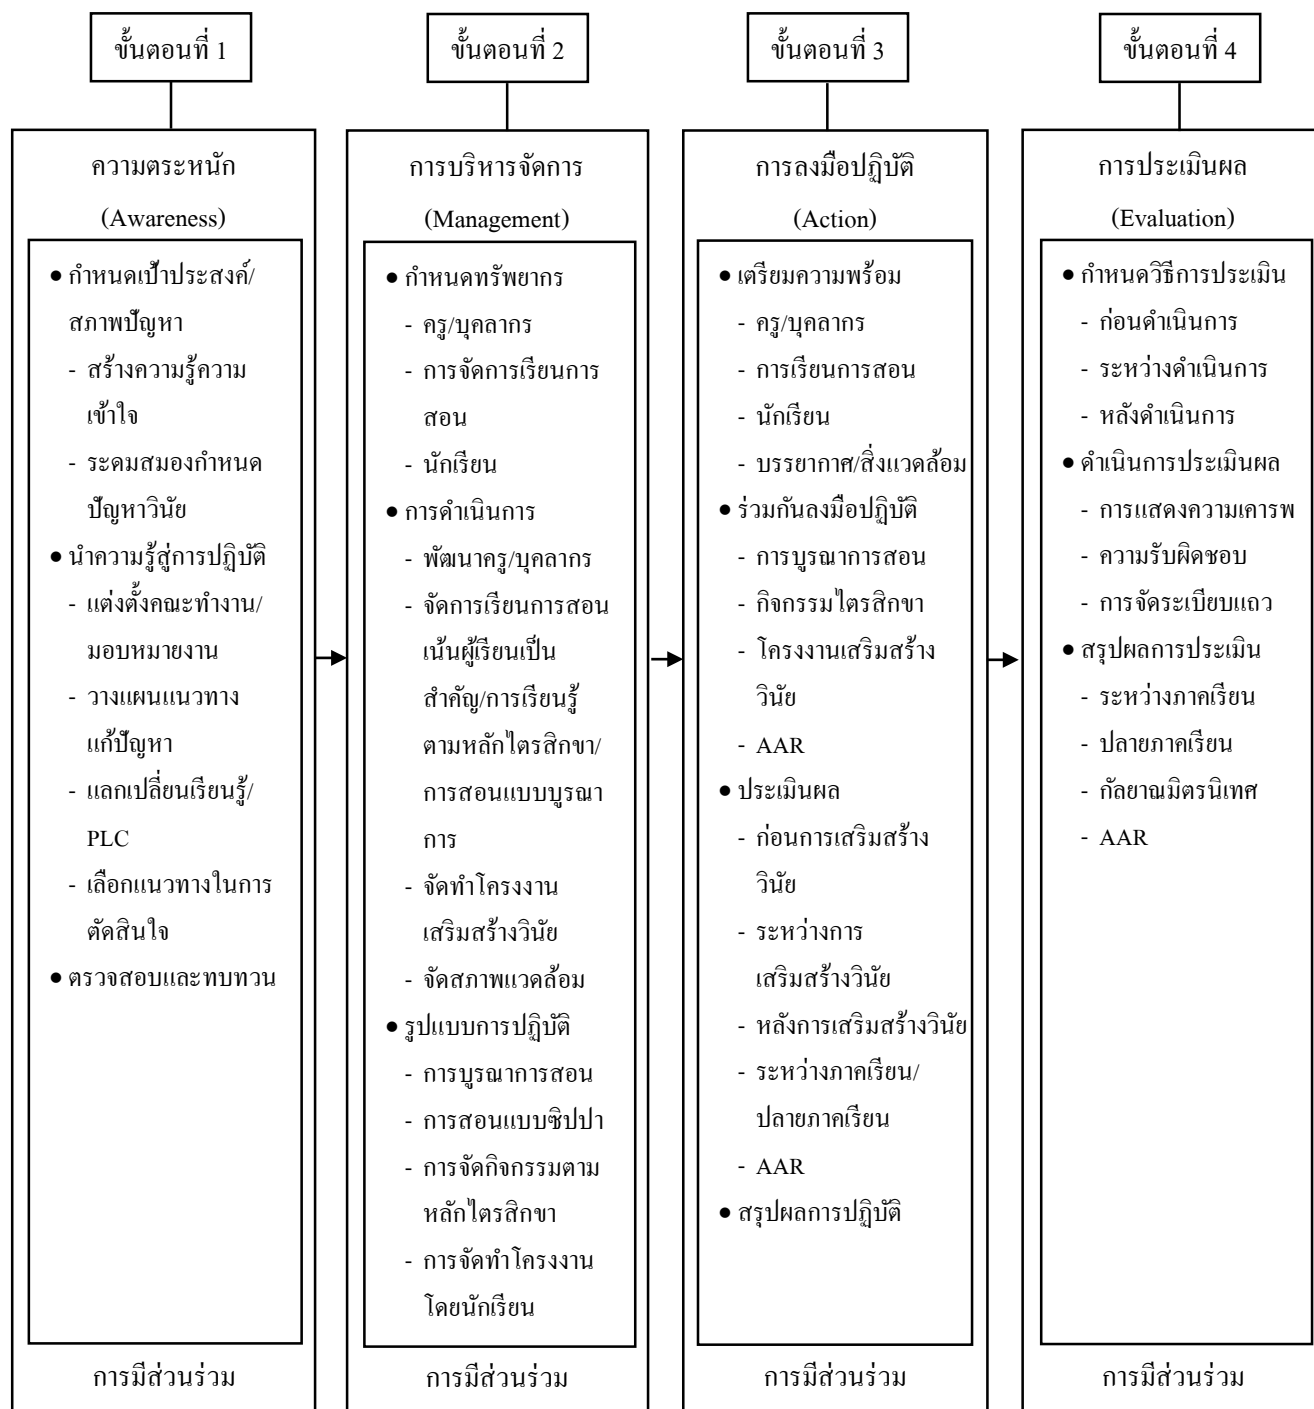 ขั้นตอนที่ 1
ความตระหนัก
(Awareness)
● กำหนดเป้าประสงค์/
สภาพปัญหา
- สร้างความรู้ความ
เข้าใจ
- ระดมสมองกำหนด
ปัญหาวินัย
● นำความรู้สู่การปฏิบัติ
- แต่งตั้งคณะทำงาน/
มอบหมายงาน
- วางแผนแนวทาง
แก้ปัญหา
- แลกเปลี่ยนเรียนรู้/
PLC
- เลือกแนวทางในการ
ตัดสินใจ
● ตรวจสอบและทบทวน
การมีส่วนร่วม
ขั้นตอนที่ 2
การบริหารจัดการ
(Management)
● กำหนดทรัพยากร
- ครู/บุคลากร
- การจัดการเรียนการ
สอน
- นักเรียน
● การดำเนินการ
- พัฒนาครู/บุคลากร
- จัดการเรียนการสอน
เน้นผู้เรียนเป็น
สำคัญ/การเรียนรู้
ตามหลักไตรสิกขา/
การสอนแบบบูรณา
การ
- จัดทำโครงงาน
เสริมสร้างวินัย
- จัดสภาพแวดล้อม
● รูปแบบการปฏิบัติ
- การบูรณาการสอน
- การสอนแบบซิปปา
- การจัดกิจกรรมตาม
หลักไตรสิกขา
- การจัดทำโครงงาน
โดยนักเรียน
การมีส่วนร่วม
ขั้นตอนที่ 3
การลงมือปฏิบัติ
(Action)
● เตรียมความพร้อม
- ครู/บุคลากร
- การเรียนการสอน
- นักเรียน
- บรรยากาศ/สิ่งแวดล้อม
● ร่วมกันลงมือปฏิบัติ
- การบูรณาการสอน
- กิจกรรมไตรสิกขา
- โครงงานเสริมสร้าง
วินัย
- AAR
● ประเมินผล
- ก่อนการเสริมสร้าง
วินัย
- ระหว่างการ
เสริมสร้างวินัย
- หลังการเสริมสร้างวินัย
- ระหว่างภาคเรียน/
ปลายภาคเรียน
- AAR
● สรุปผลการปฏิบัติ
การมีส่วนร่วม
ขั้นตอนที่ 4
การประเมินผล
(Evaluation)
● กำหนดวิธีการประเมิน
- ก่อนดำเนินการ
- ระหว่างดำเนินการ
- หลังดำเนินการ
● ดำเนินการประเมินผล
- การแสดงความเคารพ
- ความรับผิดชอบ
- การจัดระเบียบแถว
● สรุปผลการประเมิน
- ระหว่างภาคเรียน
- ปลายภาคเรียน
- กัลยาณมิตรนิเทศ
- AAR
การมีส่วนร่วม